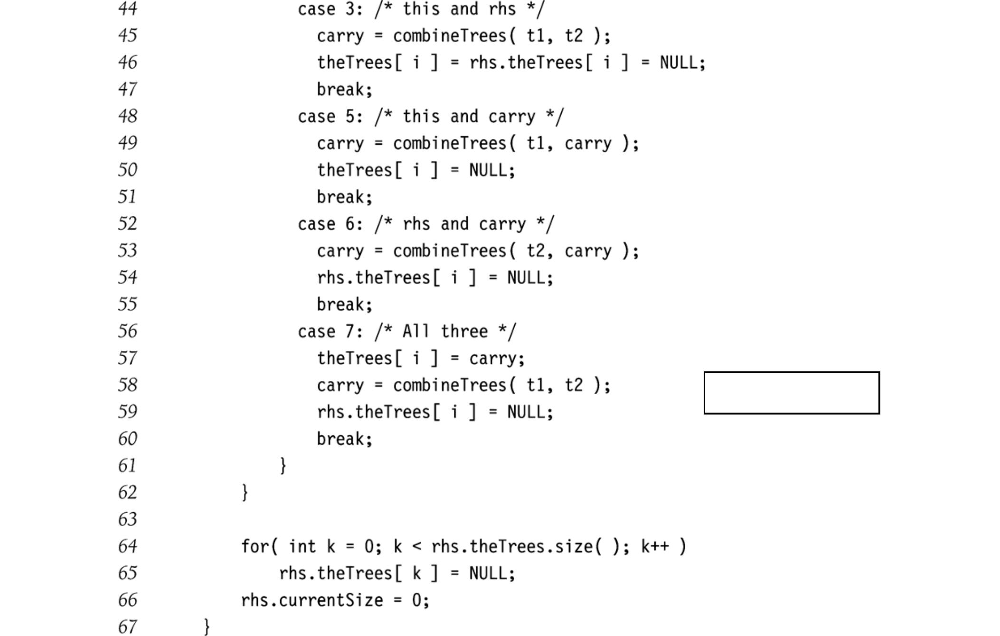 44 case 3: /* this and rhs */
45 carry = combineTrees( t1, t2 );
46 theTrees[ i ] = rhs.theTrees[ i ] = NULL;
47 break;
48 case 5: /* this and carry */
49 carry = combineTrees( t1, carry );
50 theTrees[ i ] = NULL;
51 break;
52 case 6: /* rhs and carry */
53 carry = combineTrees( t2, carry );
54 rhs.theTrees[ i ] = NULL;
55 break;
56 case 7: /* All three */
57 theTrees[ i ] = carry;
58 carry = combineTrees( t1, t2 );
59 rhs.theTrees[ i ] = NULL;
60 break;
61 }
62 }
63
64 for( int k = 0; k < rhs.theTrees.size( ); k++ )
65 rhs.theTrees[ k ] = NULL;
66 rhs.currentSize = 0;
67 }